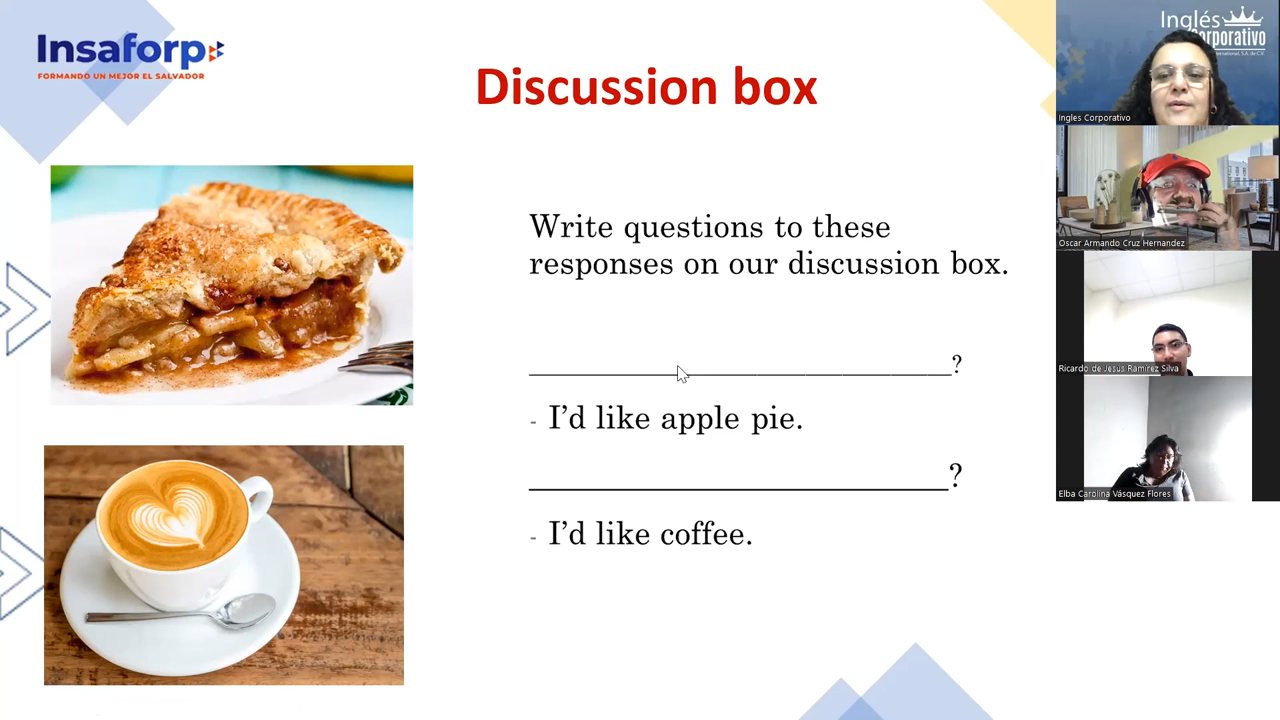 Insaforp
FORMANDO UN MEJOR EL SALVADOR
Discussion box
Write questions to these
responses on our discussion box.
?
- I'd like apple pie.
?
- I'd like coffee.
Inglés
Corporativo
Ingles Corporativo
Oscar Armando Cruz Hernandez
Ricardo de Jesus Ramirez Silva
Elba Carolina Vásquez Flores